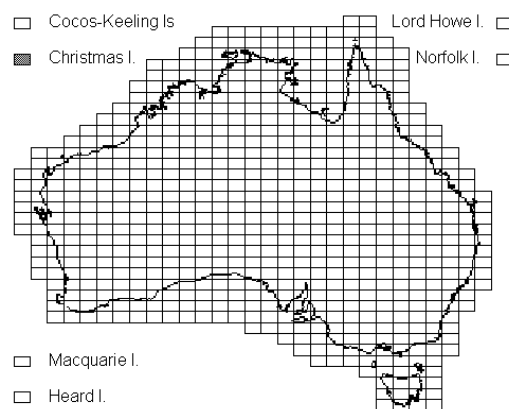 Cocos-Keeling Is
Lord Howe I.
Christmas I.
Norfolk I.
Macquarie I.
Heard I.